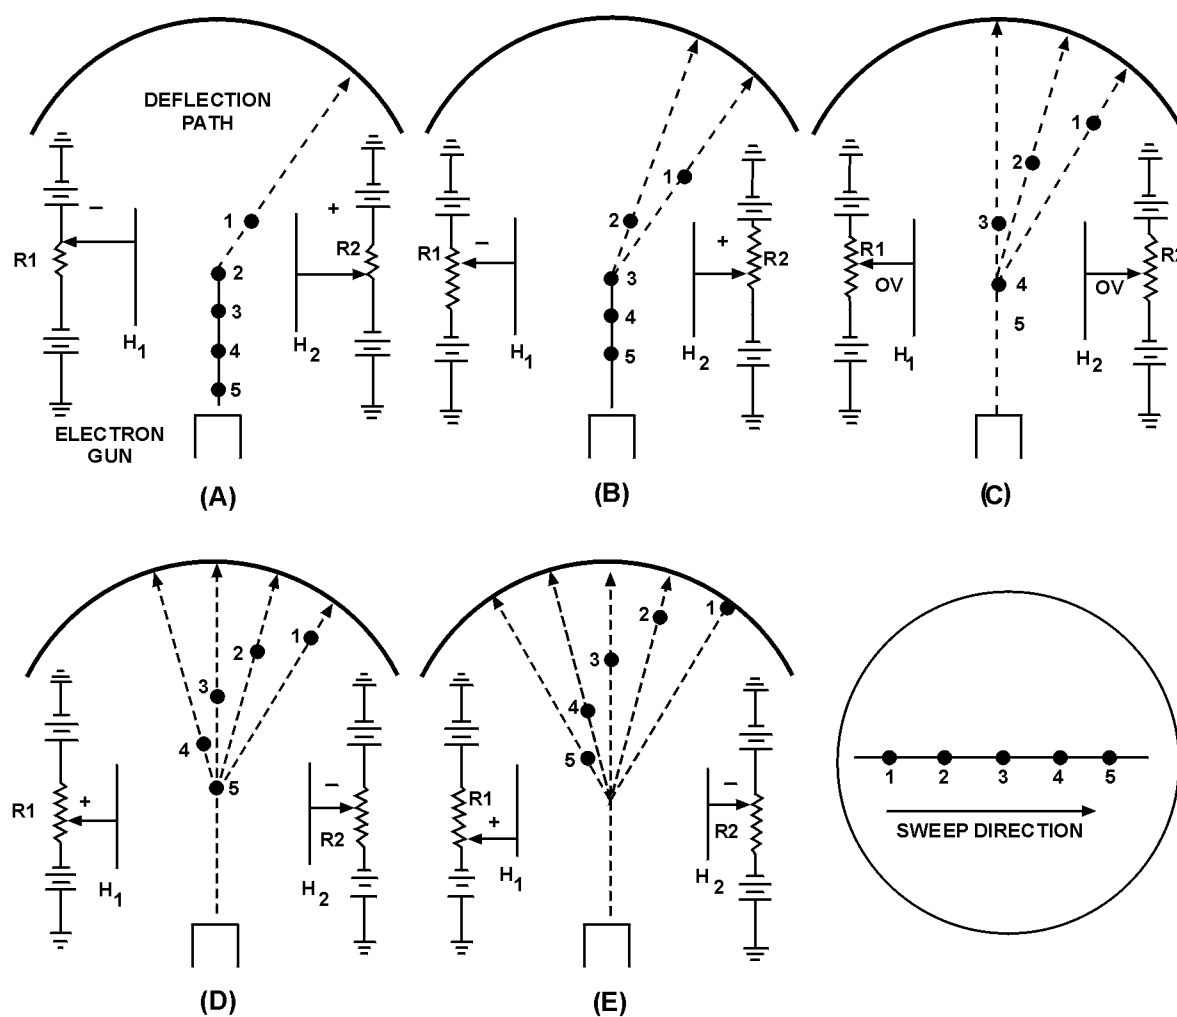 DEFLECTION
PATH
−
+
1
R1
R2
2
3
H1
H2
4
5
ELECTRON
GUN
(A)
1
2
R1
−
+
R2
3
4
H1
H2
5
(B)
1
2
3
R1
R2
OV
4
OV
5
H1
H2
(C)
1
2
3
4
R1
+
5
−
R2
H1
H2
(D)
1
2
3
4
5
R1
+
−
R2
H1
H2
(E)
1 2 3 4 5
SWEEP DIRECTION